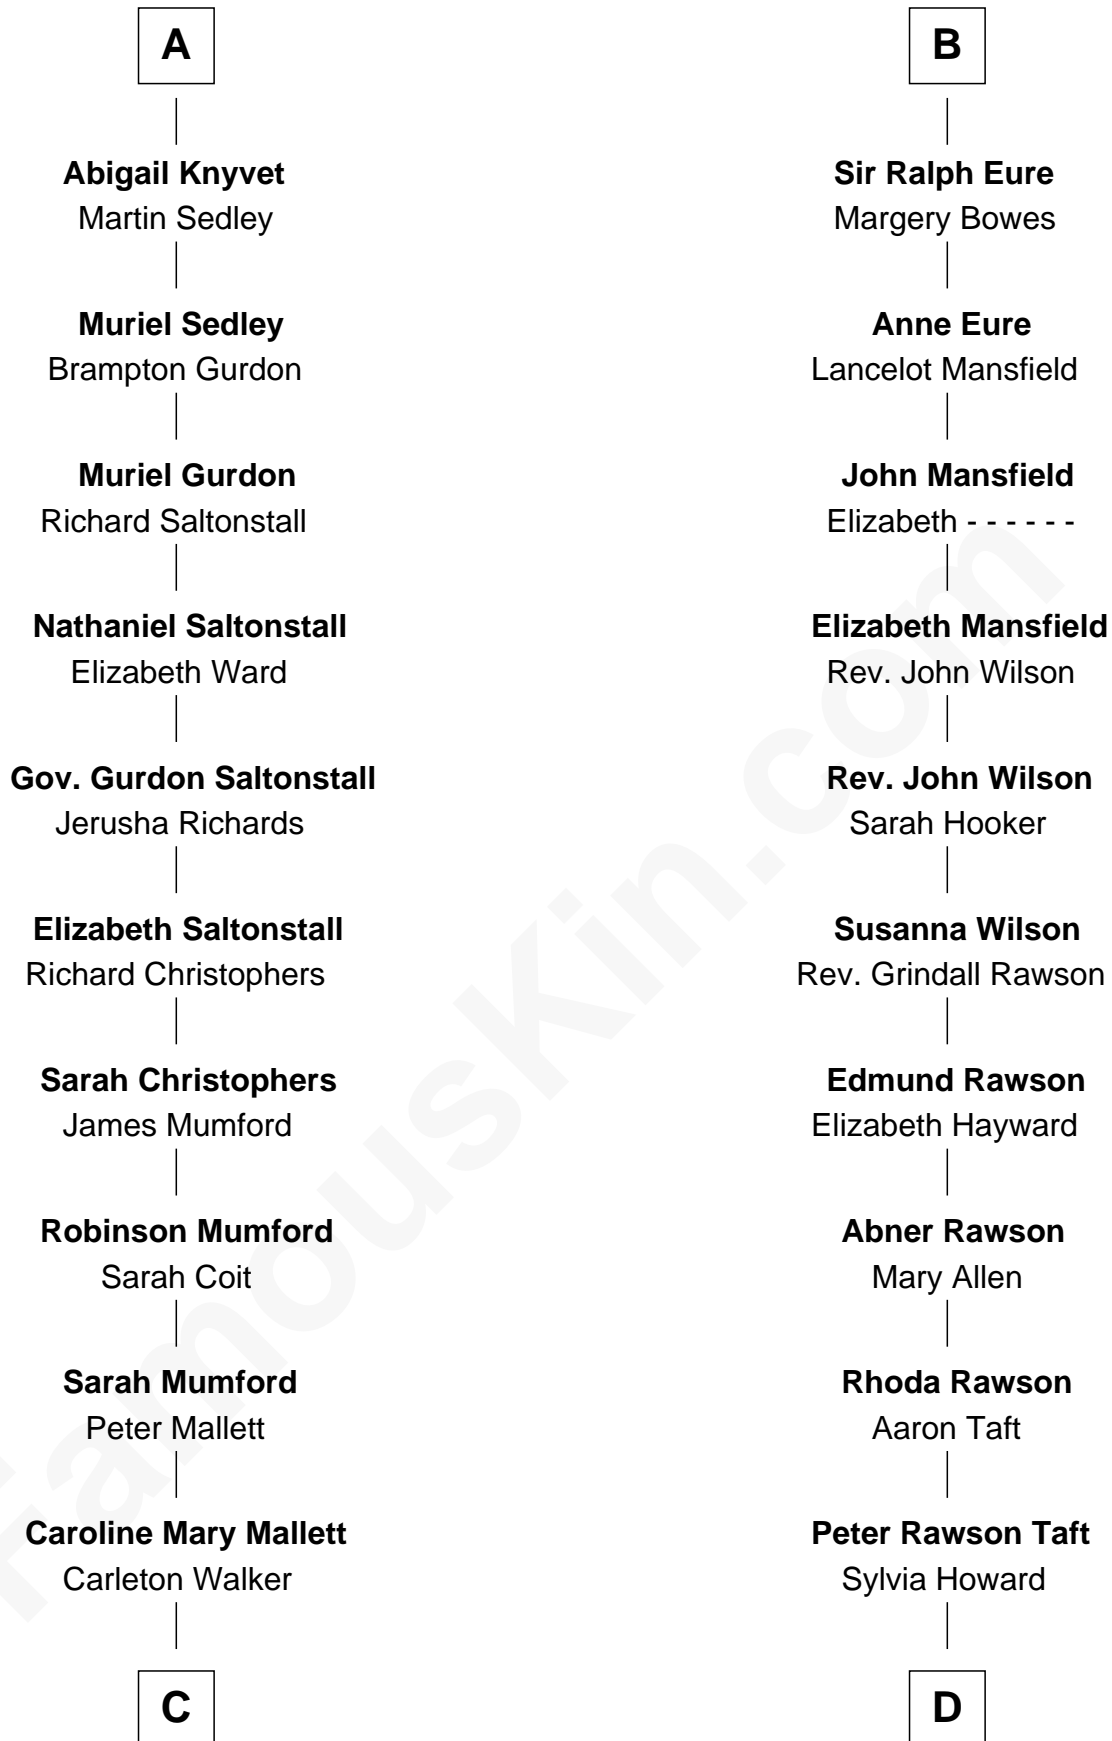 A
Abigail Knyvet
Martin Sedley
Muriel Sedley
Brampton Gurdon
Muriel Gurdon
Richard Saltonstall
Nathaniel Saltonstall
Elizabeth Ward
Gov. Gurdon Saltonstall
Jerusha Richards
Elizabeth Saltonstall
Richard Christophers
Sarah Christophers
James Mumford
Robinson Mumford
Sarah Coit
Sarah Mumford
Peter Mallett
Caroline Mary Mallett
Carleton Walker
C
B
Sir Ralph Eure
Margery Bowes
Anne Eure
Lancelot Mansfield
John Mansfield
Elizabeth - - - - - -
Elizabeth Mansfield
Rev. John Wilson
Rev. John Wilson
Sarah Hooker
Susanna Wilson
Rev. Grindall Rawson
Edmund Rawson
Elizabeth Hayward
Abner Rawson
Mary Allen
Rhoda Rawson
Aaron Taft
Peter Rawson Taft
Sylvia Howard
D
FamousKin.com